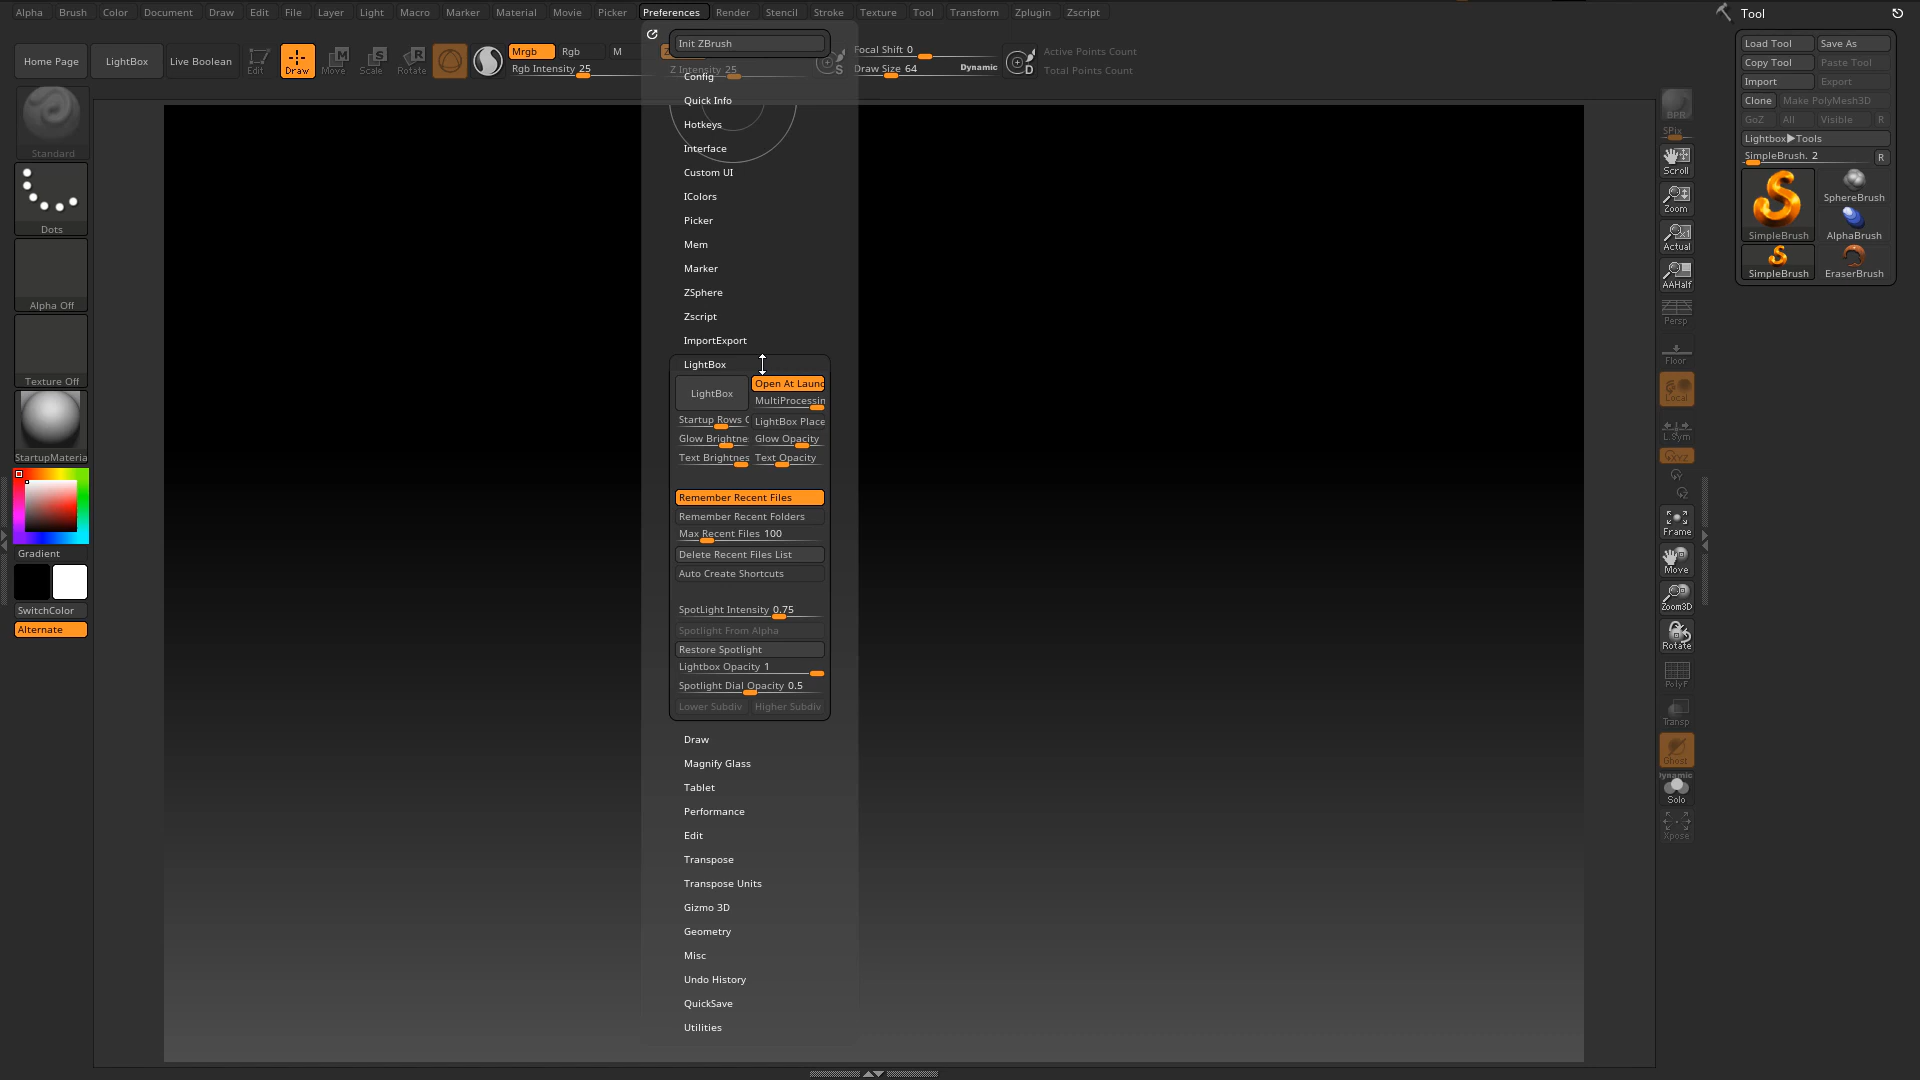 Alpha Brush Color Document Draw Edit File Layer Light Macro Marker Material Movie Picker Preferences Render Stencil Stroke Texture Tool Transform Zplugin Zscript
Tool
Home Page
LightBox
Live Boolean
Edit
Draw
Move
Scale
Rotate
Mrgb
Rgb
M
Rgb Intensity 25
Z Intensity 25
Focal Shift 0
Draw Size 64
Dynamic
Active Points Count
Total Points Count
Standard
Dots
Alpha Off
Texture Off
StartupMateria
Gradient
SwitchColor
Alternate
Init ZBrush
Config
Quick Info
Hotkeys
Interface
Custom UI
IColors
Picker
Mem
Marker
ZSphere
Zscript
ImportExport
LightBox
LightBox
Open At Launc
MultiProcessin
Startup Rows C
LightBox Place
Glow Brightne
Glow Opacity
Text Brightnes
Text Opacity
Remember Recent Files
Remember Recent Folders
Max Recent Files 100
Delete Recent Files List
Auto Create Shortcuts
SpotLight Intensity 0.75
Spotlight From Alpha
Restore Spotlight
Lightbox Opacity 1
Spotlight Dial Opacity 0.5
Lower Subdiv
Higher Subdiv
Draw
Magnify Glass
Tablet
Performance
Edit
Transpose
Transpose Units
Gizmo 3D
Geometry
Misc
Undo History
QuickSave
Utilities
BPR
SPix
Scroll
Zoom
Actual
AAHalf
Persp
Floor
Local
L.Sym
Frame
Move
Zoom3D
Rotate
PolyF
Transp
Ghost
Dynamic
Solo
Xpose
Load Tool
Save As
Copy Tool
Paste Tool
Import
Export
Clone
Make PolyMesh3D
GoZ
All
Visible
R
Lightbox▶Tools
SimpleBrush. 2
R
SimpleBrush
SphereBrush
AlphaBrush
SimpleBrush
EraserBrush